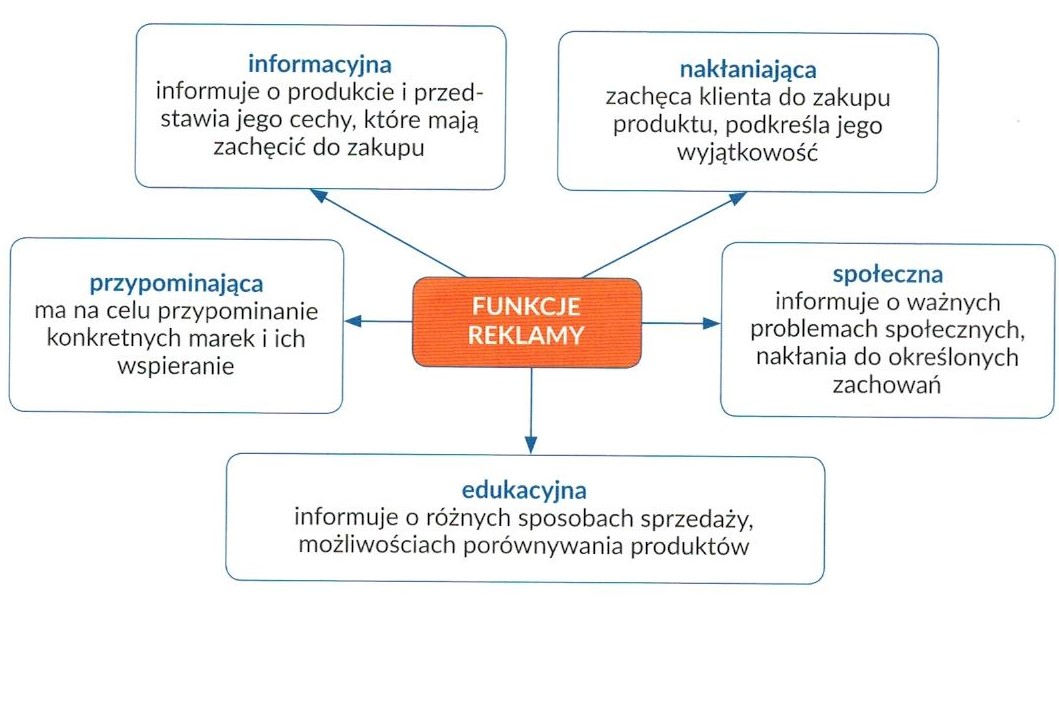 informacyjna
informuje o produkcie i przed-
stawia jego cechy, które mają
zachęcić do zakupu
nakłaniająca
zachęca klienta do zakupu
produktu, podkreśla jego
wyjątkowość
przypominająca
ma na celu przypominanie
konkretnych marek i ich
wspieranie
FUNKCJE
REKLAMY
społeczna
informuje o ważnych
problemach społecznych,
nakłania do określonych
zachowań
edukacyjna
informuje o różnych sposobach sprzedaży,
możliwościach porównywania produktów